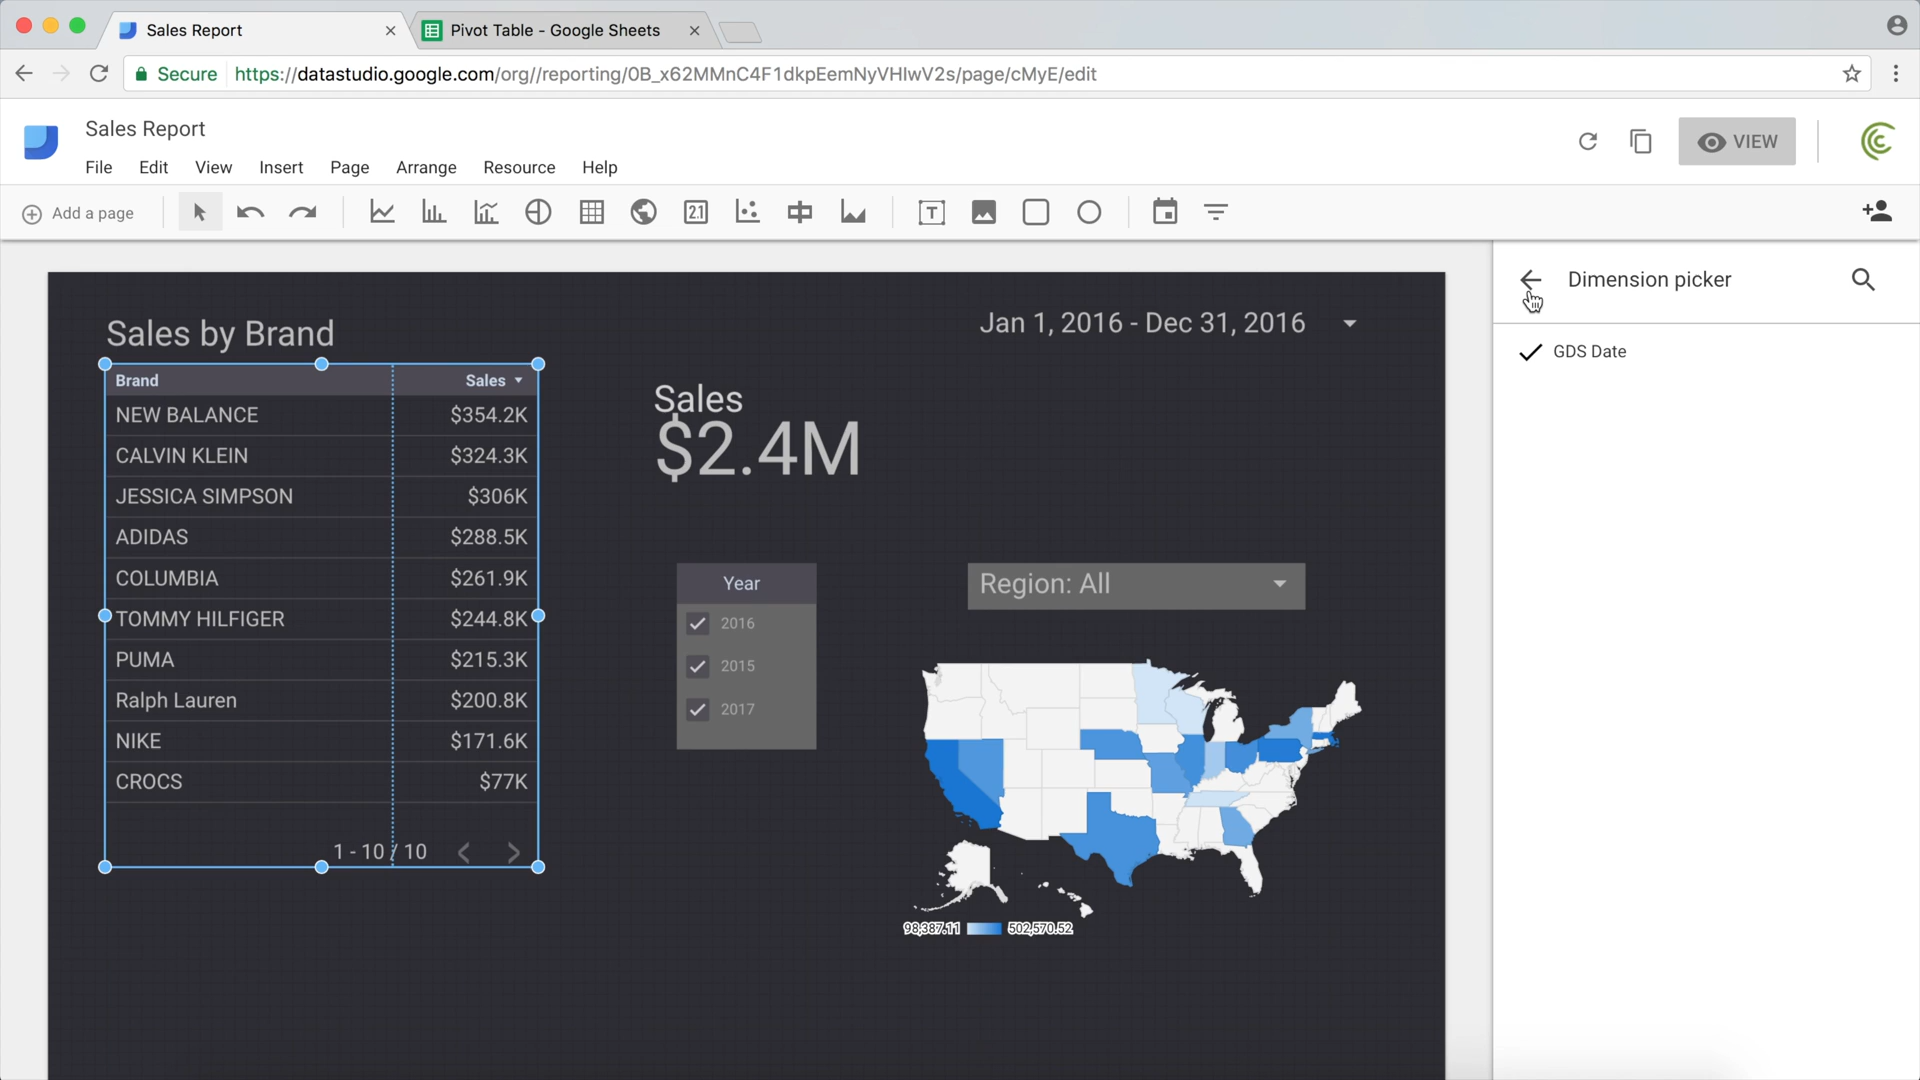 Sales Report
Pivot Table - Google Sheets
Secure https://datastudio.google.com/org//reporting/0B_x62MMnC4F1dkpEemNyVHIwV2s/page/cMyE/edit
Sales Report
File Edit View Insert Page Arrange Resource Help
VIEW
Add a page
2.1
T
Dimension picker
GDS Date
Sales by Brand
Jan 1, 2016 - Dec 31, 2016
Brand Sales
NEW BALANCE $354.2K
CALVIN KLEIN $324.3K
JESSICA SIMPSON $306K
ADIDAS $288.5K
COLUMBIA $261.9K
TOMMY HILFIGER $244.8K
PUMA $215.3K
Ralph Lauren $200.8K
NIKE $171.6K
CROCS $77K
1 - 10 / 10
Sales
$2.4M
Year
2016
2015
2017
Region: All
98,387.11 502,570.52